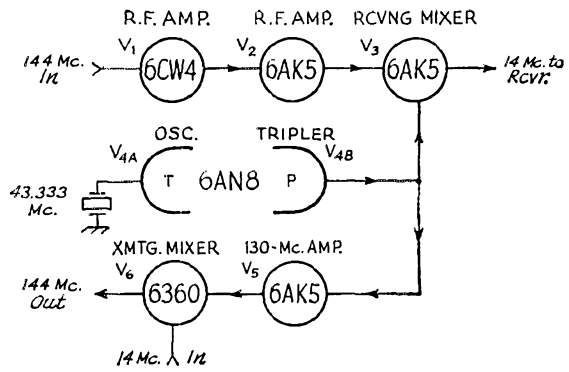 R.F. AMP. R.F. AMP. RCVNG MIXER
V1 V2 V3
144 Mc. In 6CW4 6AK5 6AK5 14 Mc. to Rcvr.
OSC. TRIPLER
V4A V4B
T 6AN8 P
43.333 Mc.
XMTG. MIXER 130-Mc. AMP.
V6 V5
144 Mc. Out 6360 6AK5
14 Mc. In